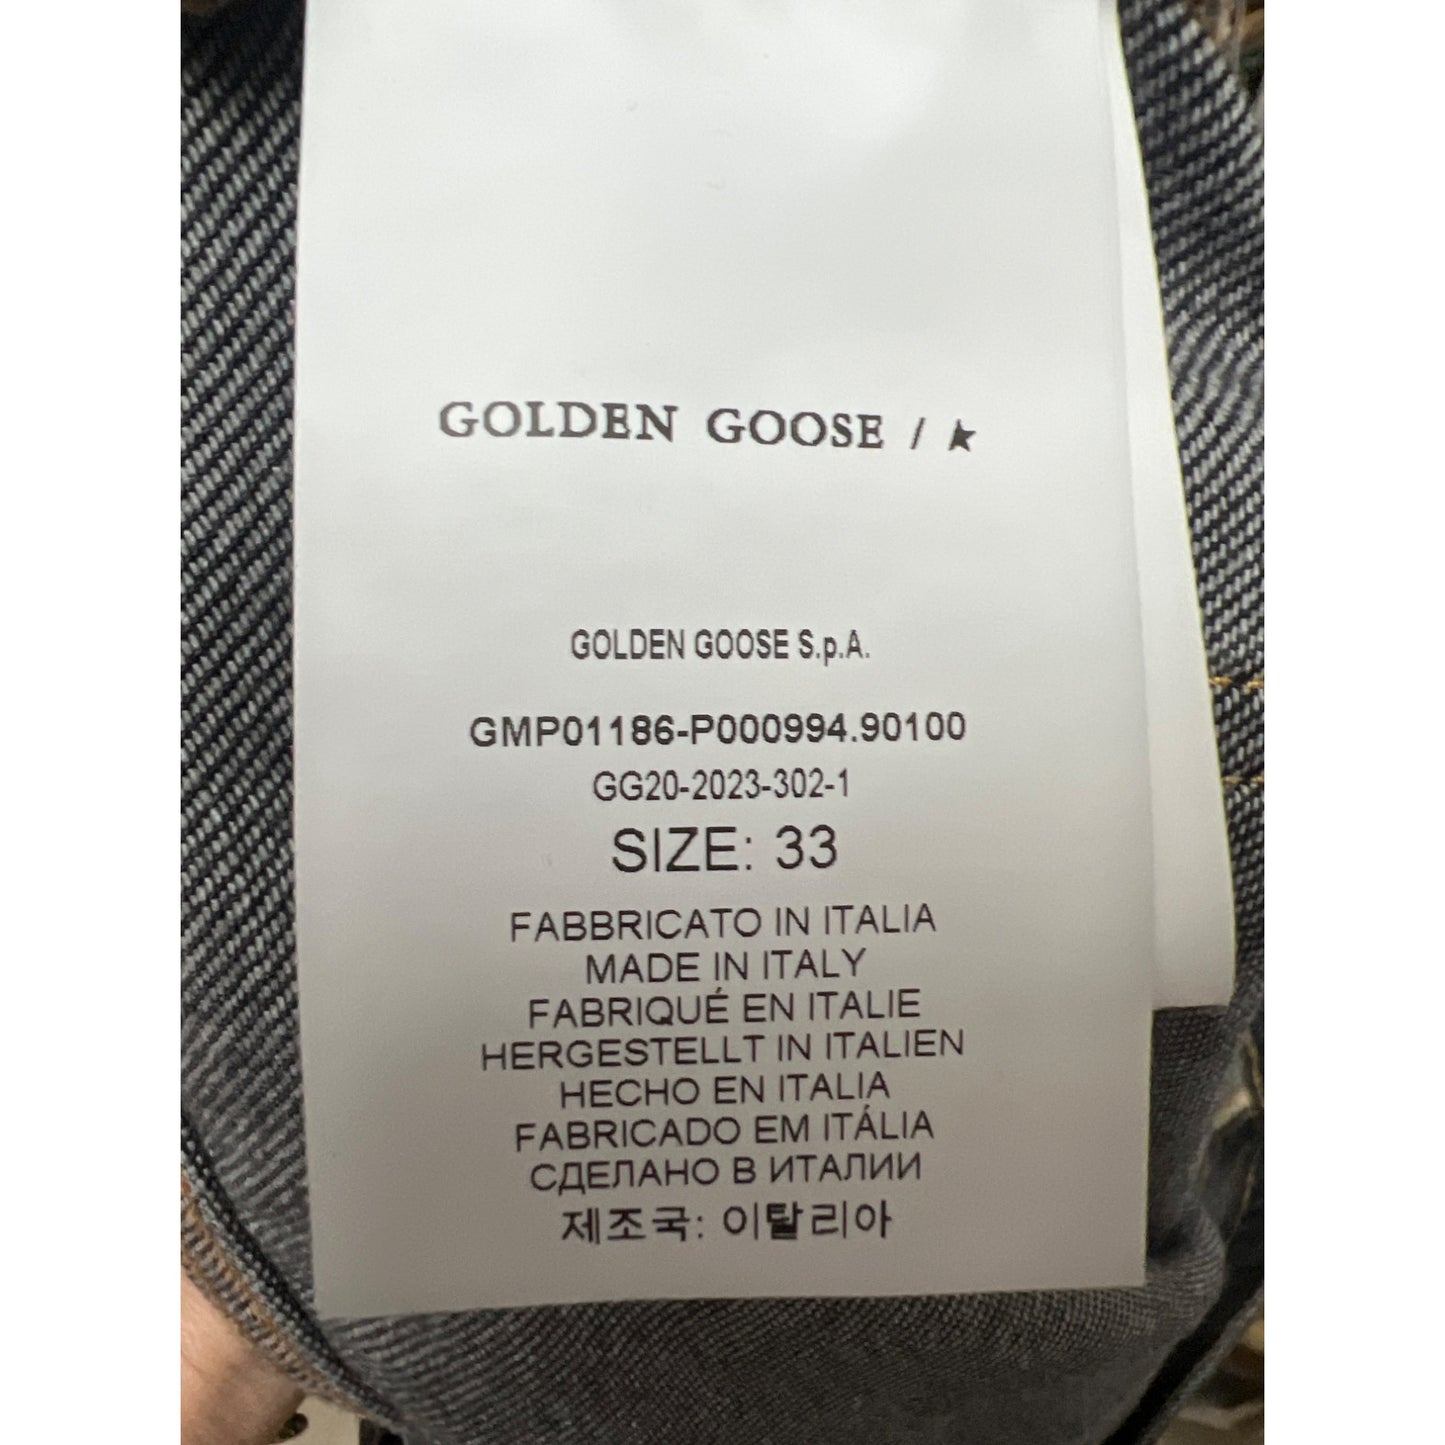 GOLDEN GOOSE / ★
GOLDEN GOOSE S.p.A.
GMP01186-P000994.90100
GG20-2023-302-1
SIZE: 33
FABBRICATO IN ITALIA
MADE IN ITALY
FABRIQUÉ EN ITALIE
HERGESTELLT IN ITALIEN
HECHO EN ITALIA
FABRICADO EM ITÁLIA
СДЕЛАНО В ИТАЛИИ
제조국: 이탈리아